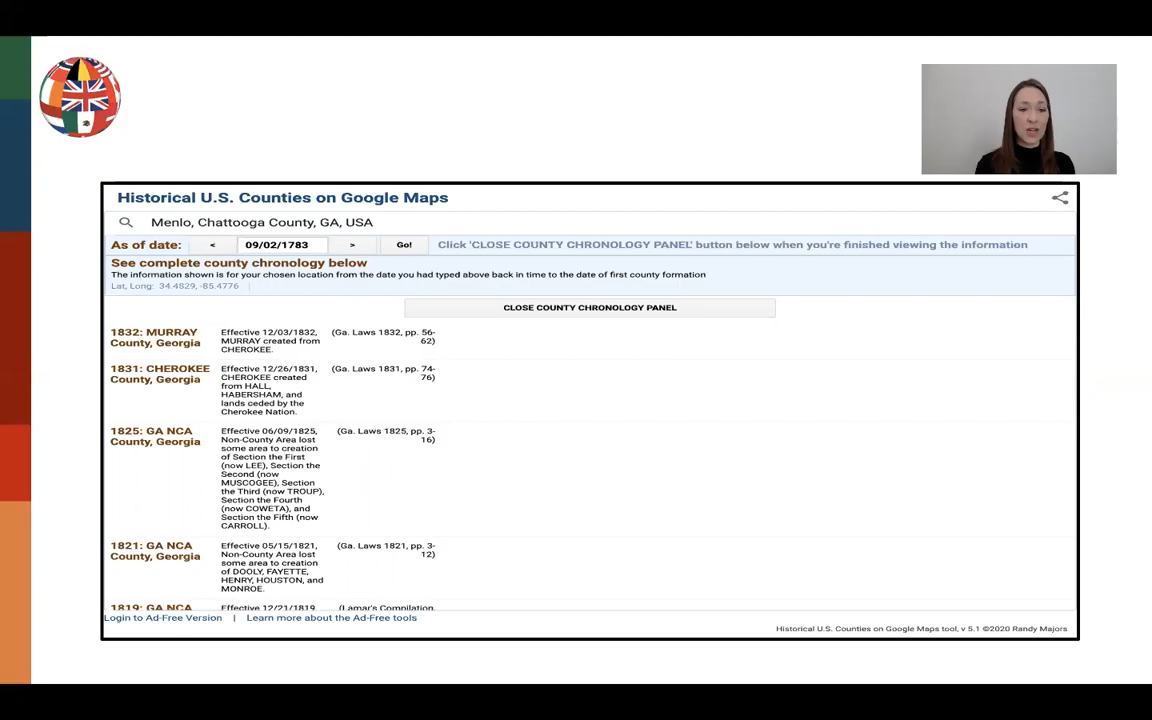 Historical U.S. Counties on Google Maps
Menlo, Chattooga County, GA, USA
As of date: < 09/02/1783 > Go! Click 'CLOSE COUNTY CHRONOLOGY PANEL' button below when you're finished viewing the information
See complete county chronology below
The information shown is for your chosen location from the date you had typed above back in time to the date of first county formation
Lat, Long: 34.4829, -85.4776
CLOSE COUNTY CHRONOLOGY PANEL
1832: MURRAY
County, Georgia
Effective 12/03/1832,
MURRAY created from
CHEROKEE.
(Ga. Laws 1832, pp. 56-
62)
1831: CHEROKEE
County, Georgia
Effective 12/26/1831,
CHEROKEE created
from HALL,
HABERSHAM, and
lands ceded by the
Cherokee Nation.
(Ga. Laws 1831, pp. 74-
76)
1825: GA NCA
County, Georgia
Effective 06/09/1825,
Non-County Area lost
some area to creation
of Section the First
(now LEE), Section the
Second (now
MUSCOGEE), Section
the Third (now TROUP),
Section the Fourth
(now COWETA), and
Section the Fifth (now
CARROLL).
(Ga. Laws 1825, pp. 3-
16)
1821: GA NCA
County, Georgia
Effective 05/15/1821,
Non-County Area lost
some area to creation
of DOOLY, FAYETTE,
HENRY, HOUSTON, and
MONROE.
(Ga. Laws 1821, pp. 3-
12)
1819: GA NCA
Effective 12/21/1819,
(Lamar's Compilation,
Login to Ad-Free Version | Learn more about the Ad-Free tools
Historical U.S. Counties on Google Maps tool, v 5.1 ©2020 Randy Majors